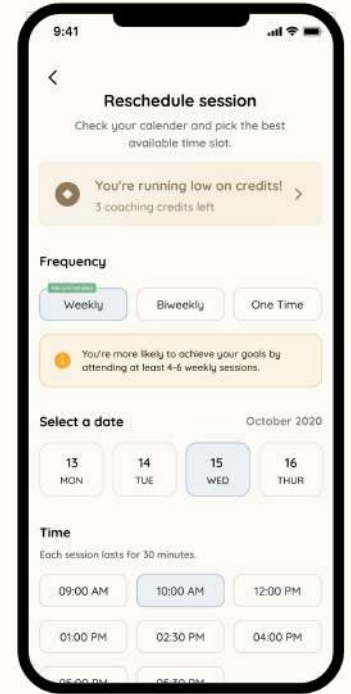 9:41
Reschedule session
Check your calender and pick the best
available time slot.
You're running low on credits!
3 coaching credits left
Frequency
Weekly Biweekly One Time
You're more likely to achieve your goals by
attending at least 4-6 weekly sessions.
Select a date October 2020
13 14 15 16
MON TUE WED THUR
Time
Each session lasts for 30 minutes.
09:00 AM 10:00 AM 12:00 PM
01:00 PM 02:30 PM 04:00 PM